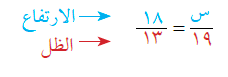 الارتفاع ← ١٨/١٣ = س/١٩
الظل ←